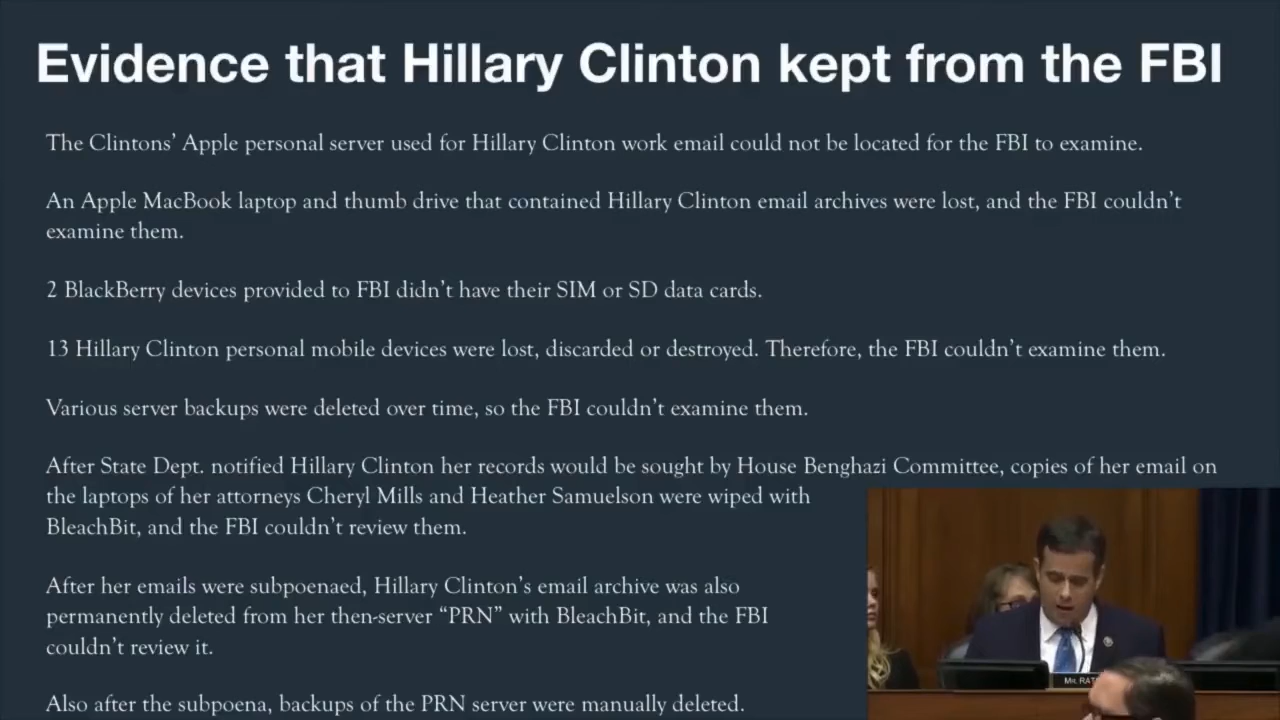 Evidence that Hillary Clinton kept from the FBI
The Clintons’ Apple personal server used for Hillary Clinton work email could not be located for the FBI to examine.
An Apple MacBook laptop and thumb drive that contained Hillary Clinton email archives were lost, and the FBI couldn’t
examine them.
2 BlackBerry devices provided to FBI didn’t have their SIM or SD data cards.
13 Hillary Clinton personal mobile devices were lost, discarded or destroyed. Therefore, the FBI couldn’t examine them.
Various server backups were deleted over time, so the FBI couldn’t examine them.
After State Dept. notified Hillary Clinton her records would be sought by House Benghazi Committee, copies of her email on
the laptops of her attorneys Cheryl Mills and Heather Samuelson were wiped with
BleachBit, and the FBI couldn’t review them.
After her emails were subpoenaed, Hillary Clinton’s email archive was also
permanently deleted from her then-server “PRN” with BleachBit, and the FBI
couldn’t review it.
Also after the subpoena, backups of the PRN server were manually deleted.
MR.